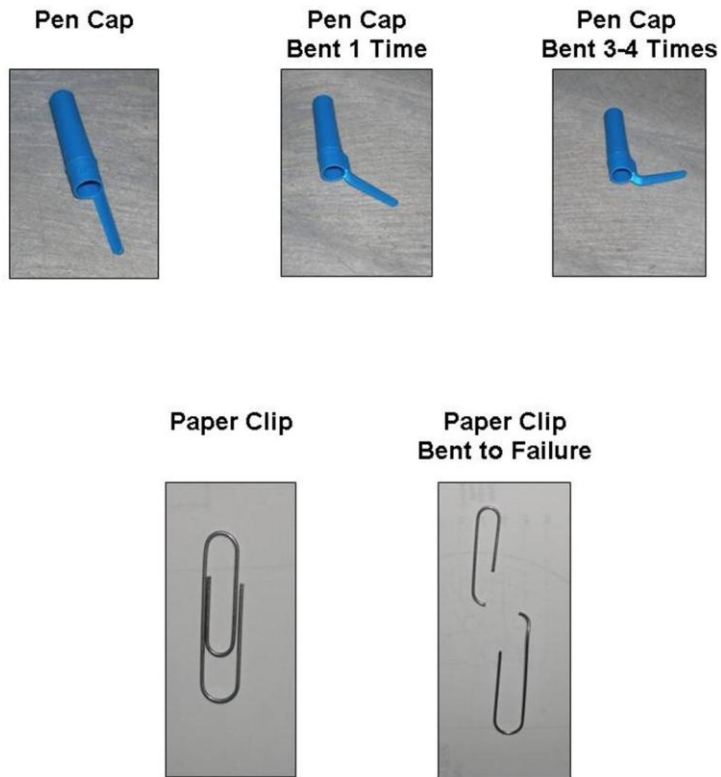 Pen Cap
Pen Cap
Bent 1 Time
Pen Cap
Bent 3-4 Times
Paper Clip
Paper Clip
Bent to Failure